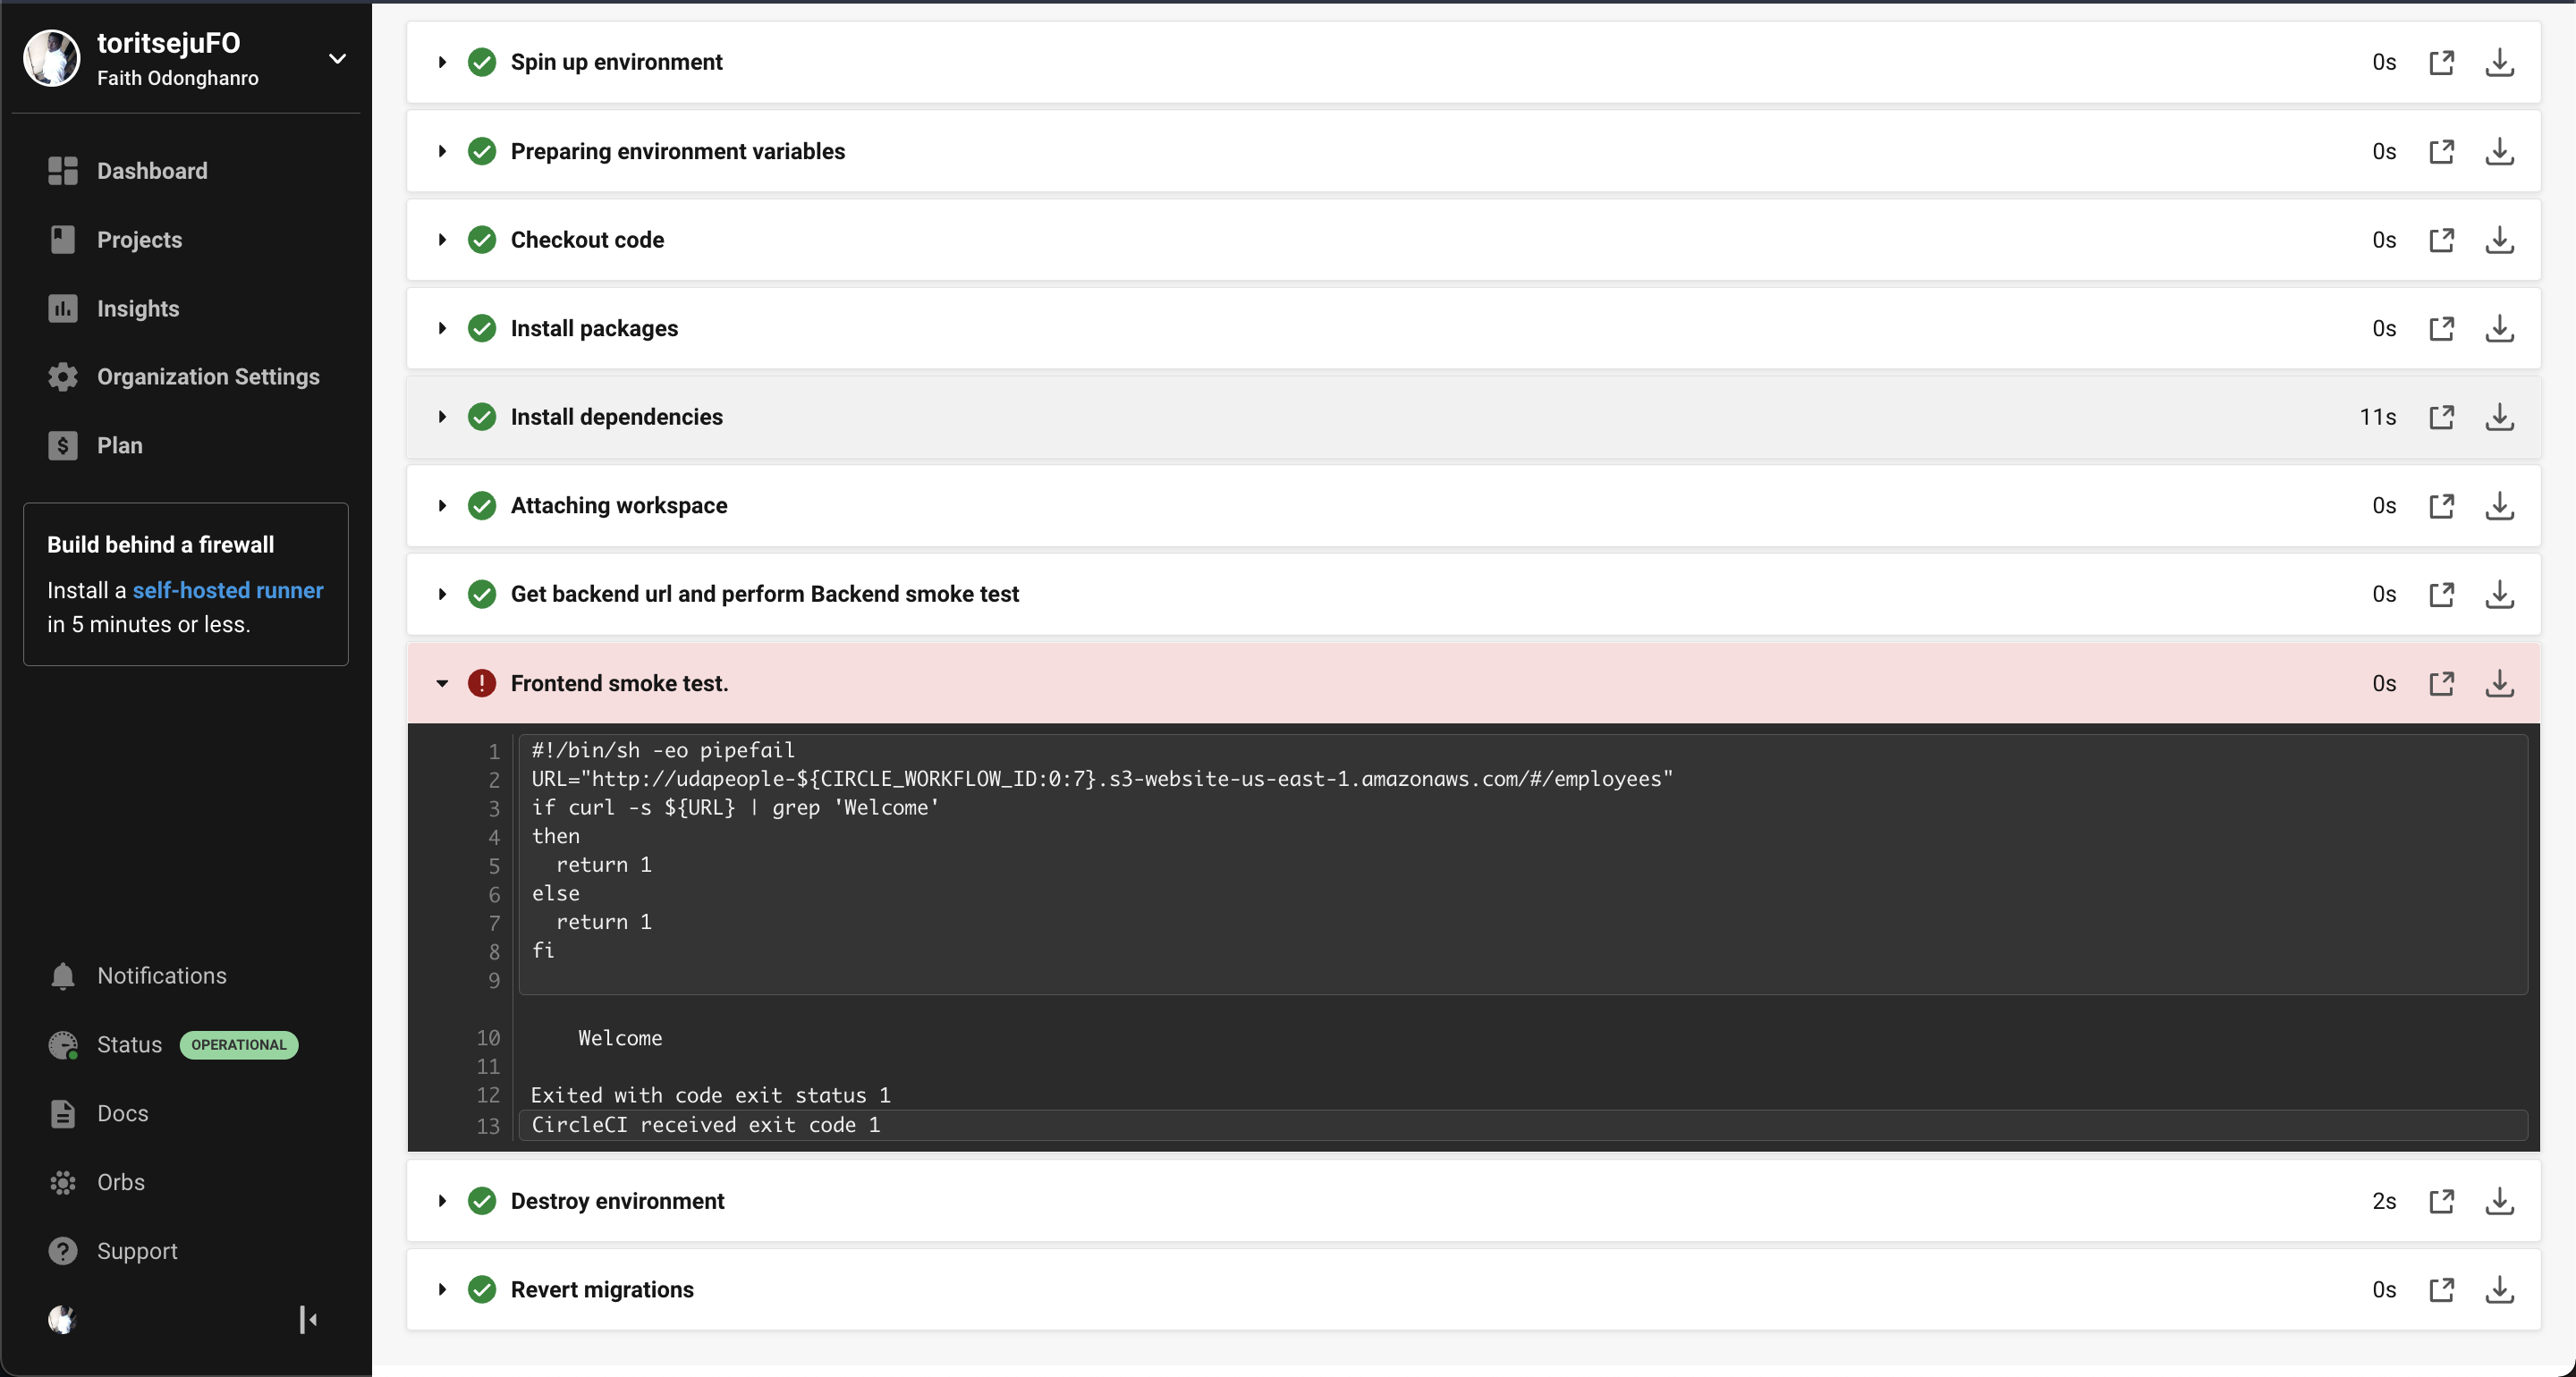 toritsejuFO
Faith Odonghanro
Dashboard
Projects
Insights
Organization Settings
Plan
Build behind a firewall
Install a self-hosted runner
in 5 minutes or less.
Notifications
Status OPERATIONAL
Docs
Orbs
Support
Spin up environment 0s
Preparing environment variables 0s
Checkout code 0s
Install packages 0s
Install dependencies 11s
Attaching workspace 0s
Get backend url and perform Backend smoke test 0s
Frontend smoke test. 0s
1 #!/bin/sh -eo pipefail
2 URL="http://udapeople-${CIRCLE_WORKFLOW_ID:0:7}.s3-website-us-east-1.amazonaws.com/#/employees"
3 if curl -s ${URL} | grep 'Welcome'
4 then
5   return 1
6 else
7   return 1
8 fi
9
10     Welcome
11
12 Exited with code exit status 1
13 CircleCI received exit code 1
Destroy environment 2s
Revert migrations 0s